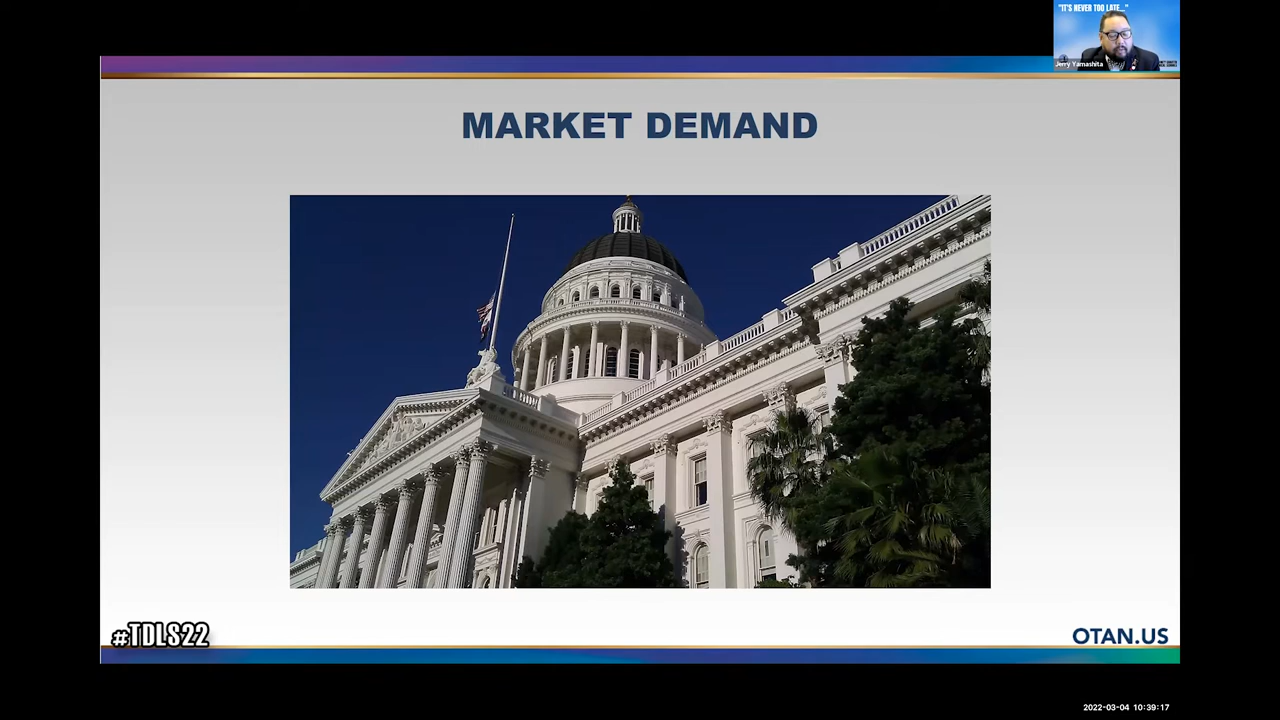 "IT'S NEVER TOO LATE..."
Jerry Yamashita
MARKET DEMAND
#TDLS22
OTAN.US
2022-03-04 10:39:17